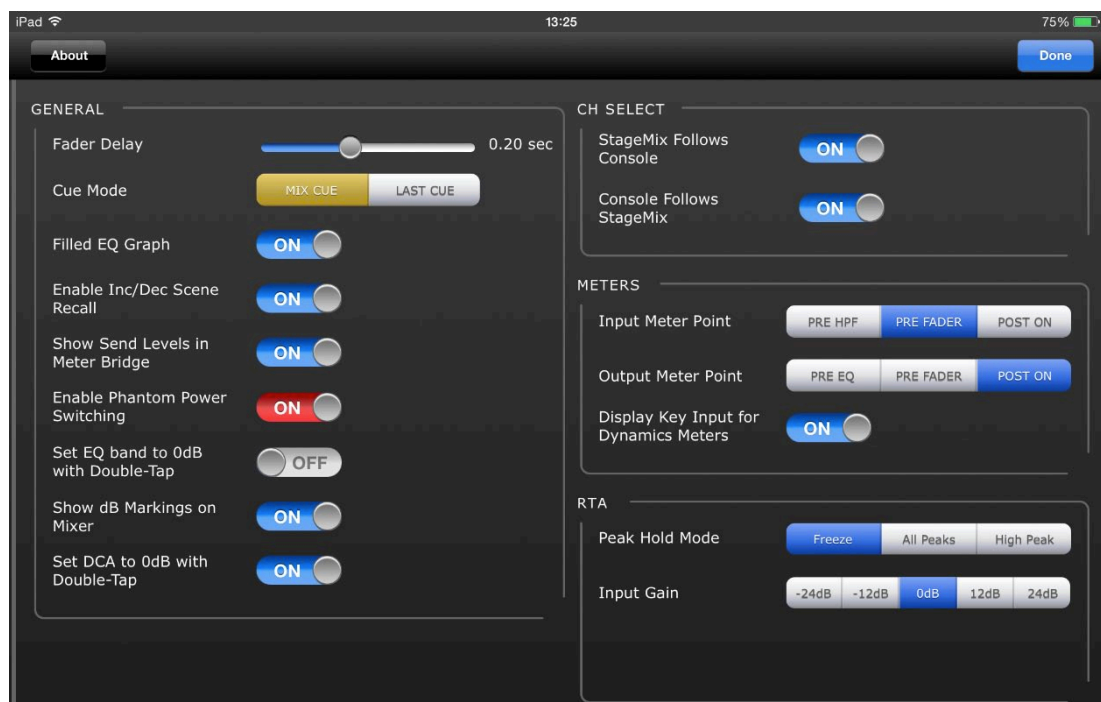 iPad 13:25 75%
About Done
GENERAL
Fader Delay 0.20 sec
Cue Mode MIX CUE LAST CUE
Filled EQ Graph ON
Enable Inc/Dec Scene
Recall ON
Show Send Levels in
Meter Bridge ON
Enable Phantom Power
Switching ON
Set EQ band to 0dB
with Double-Tap OFF
Show dB Markings on
Mixer ON
Set DCA to 0dB with
Double-Tap ON
CH SELECT
StageMix Follows
Console ON
Console Follows
StageMix ON
METERS
Input Meter Point PRE HPF PRE FADER POST ON
Output Meter Point PRE EQ PRE FADER POST ON
Display Key Input for
Dynamics Meters ON
RTA
Peak Hold Mode Freeze All Peaks High Peak
Input Gain -24dB -12dB 0dB 12dB 24dB